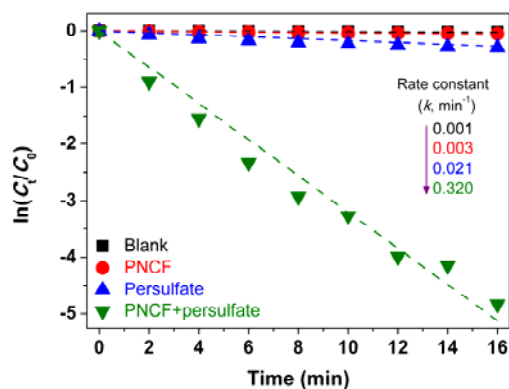 0
-1
-2
-3
-4
-5
ln(Ct/C0)
Rate constant
(k, min⁻¹)
0.001
0.003
0.021
0.320
Blank
PNCF
Persulfate
PNCF+persulfate
0 2 4 6 8 10 12 14 16
Time (min)